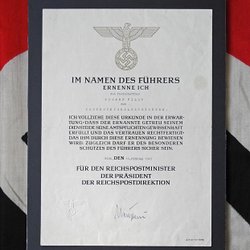 IM NAMEN DES FÜHRERS
ERNENNE ICH
ICH VOLLZIEHE DIESE URKUNDE IN DER ERWAR-
TUNG, DASS DER ERNANNTE GETREU SEINEM
DIENSTEIDE SEINE AMTSPFLICHTEN GEWISSENHAFT
ERFÜLLT UND DAS VERTRAUEN RECHTFERTIGT,
DAS IHM DURCH DIESE ERNENNUNG BEWIESEN
WIRD. ZUGLEICH DARF ER DES BESONDEREN
SCHUTZES DES FÜHRERS SICHER SEIN.
DEN
FÜR DEN REICHSPOSTMINISTER
DER PRÄSIDENT
DER REICHSPOSTDIREKTION